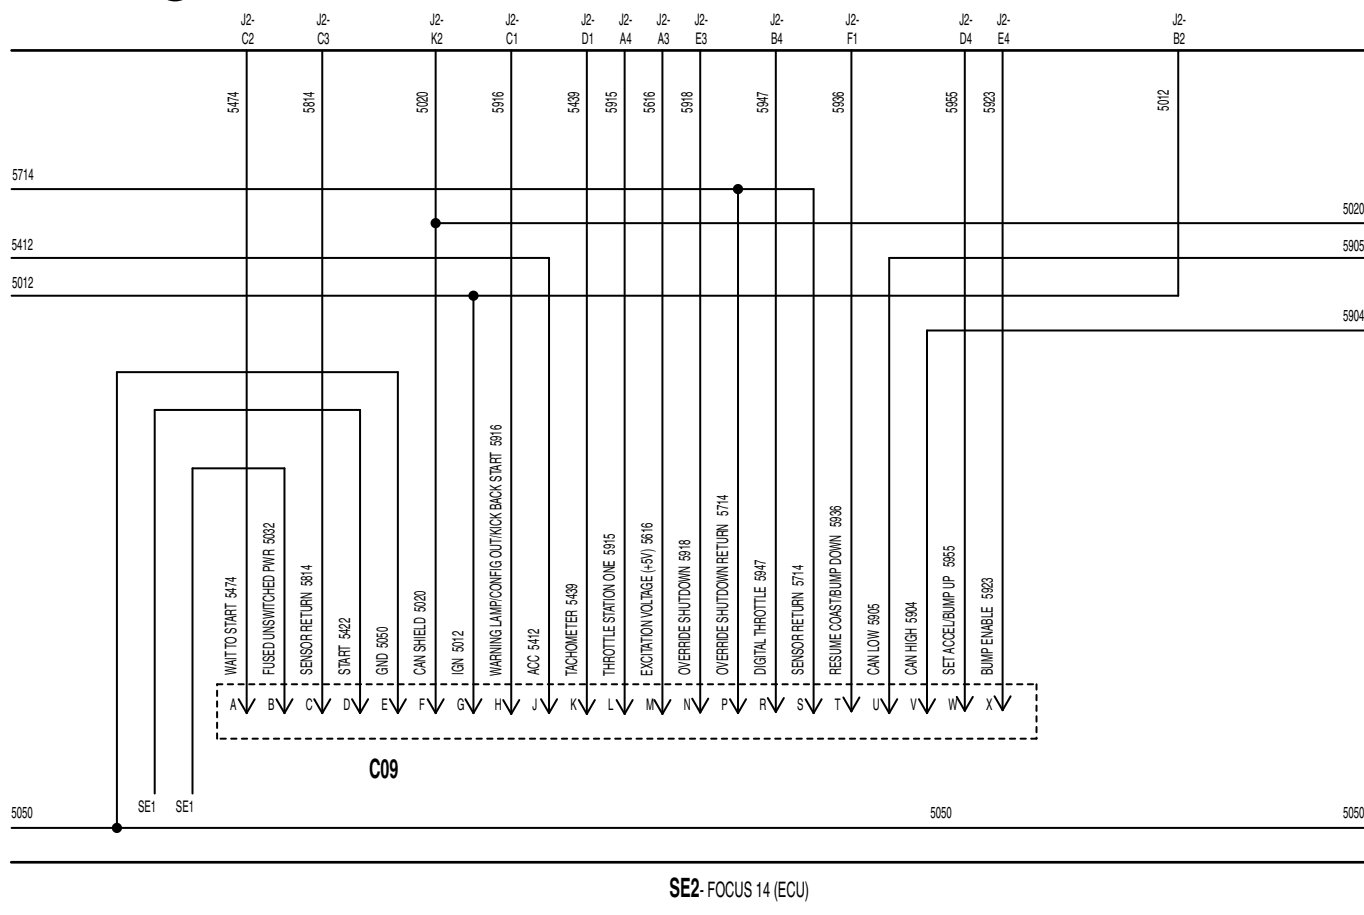 J2-C2
J2-C3
J2-K2
J2-C1
J2-D1
J2-A4
J2-A3
J2-E3
J2-B4
J2-F1
J2-D4
J2-E4
J2-B2
5474
5814
5020
5916
5439
5915
5616
5918
5947
5936
5955
5923
5012
5714
5020
5412
5905
5012
5904
WAIT TO START 5474
FUSED UNSWITCHED PWR 5032
SENSOR RETURN 5814
START 5422
GND 5050
CAN SHIELD 5020
IGN 5012
WARNING LAMP/CONFIG OUT/KICK BACK START 5916
ACC 5412
TACHOMETER 5439
THROTTLE STATION ONE 5915
EXCITATION VOLTAGE (+5V) 5616
OVERRIDE SHUTDOWN 5918
OVERRIDE SHUTDOWN RETURN 5714
DIGITAL THROTTLE 5947
SENSOR RETURN 5714
RESUME COAST/BUMP DOWN 5936
CAN LOW 5905
CAN HIGH 5904
SET ACCEL/BUMP UP 5955
BUMP ENABLE 5923
A B C D E F G H J K L M N P R S T U V W X
C09
SE1 SE1
5050 5050 5050
SE2- FOCUS 14 (ECU)